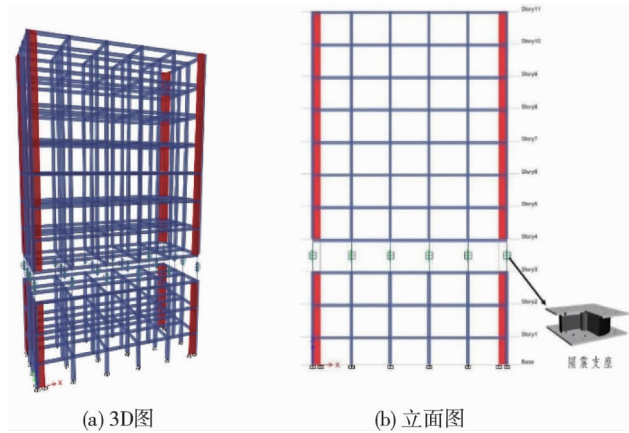 Story11
Story10
Story9
Story8
Story7
Story6
Story5
Story4
Story3
Story2
Story1
Base
X
X
隔震支座
(a) 3D图
(b) 立面图